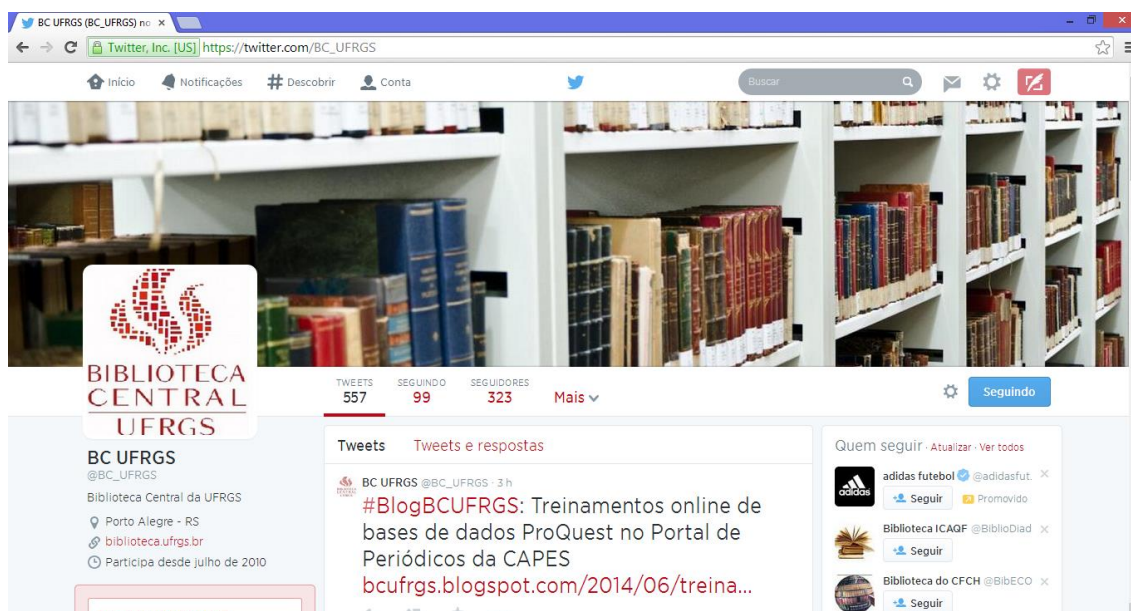 BC UFRGS (BC_UFRGS) no
Twitter, Inc. [US] https://twitter.com/BC_UFRGS
Início Notificações Descobrir Conta Buscar
BIBLIOTECA
CENTRAL
UFRGS
TWEETS SEGUINDO SEGUIDORES
557 99 323 Mais
Seguindo
BC UFRGS
@BC_UFRGS
Biblioteca Central da UFRGS
Porto Alegre - RS
biblioteca.ufrgs.br
Participa desde julho de 2010
Tweets Tweets e respostas
BC UFRGS @BC_UFRGS · 3 h
#BlogBCUFRGS: Treinamentos online de
bases de dados ProQuest no Portal de
Periódicos da CAPES
bcufrgs.blogspot.com/2014/06/treina...
Quem seguir · Atualizar · Ver todos
adidas
adidas futebol @adidasfut.
Seguir Promovido
Biblioteca ICAQF @BiblioDiad
Seguir
Biblioteca do CFCH @BibECO
Seguir